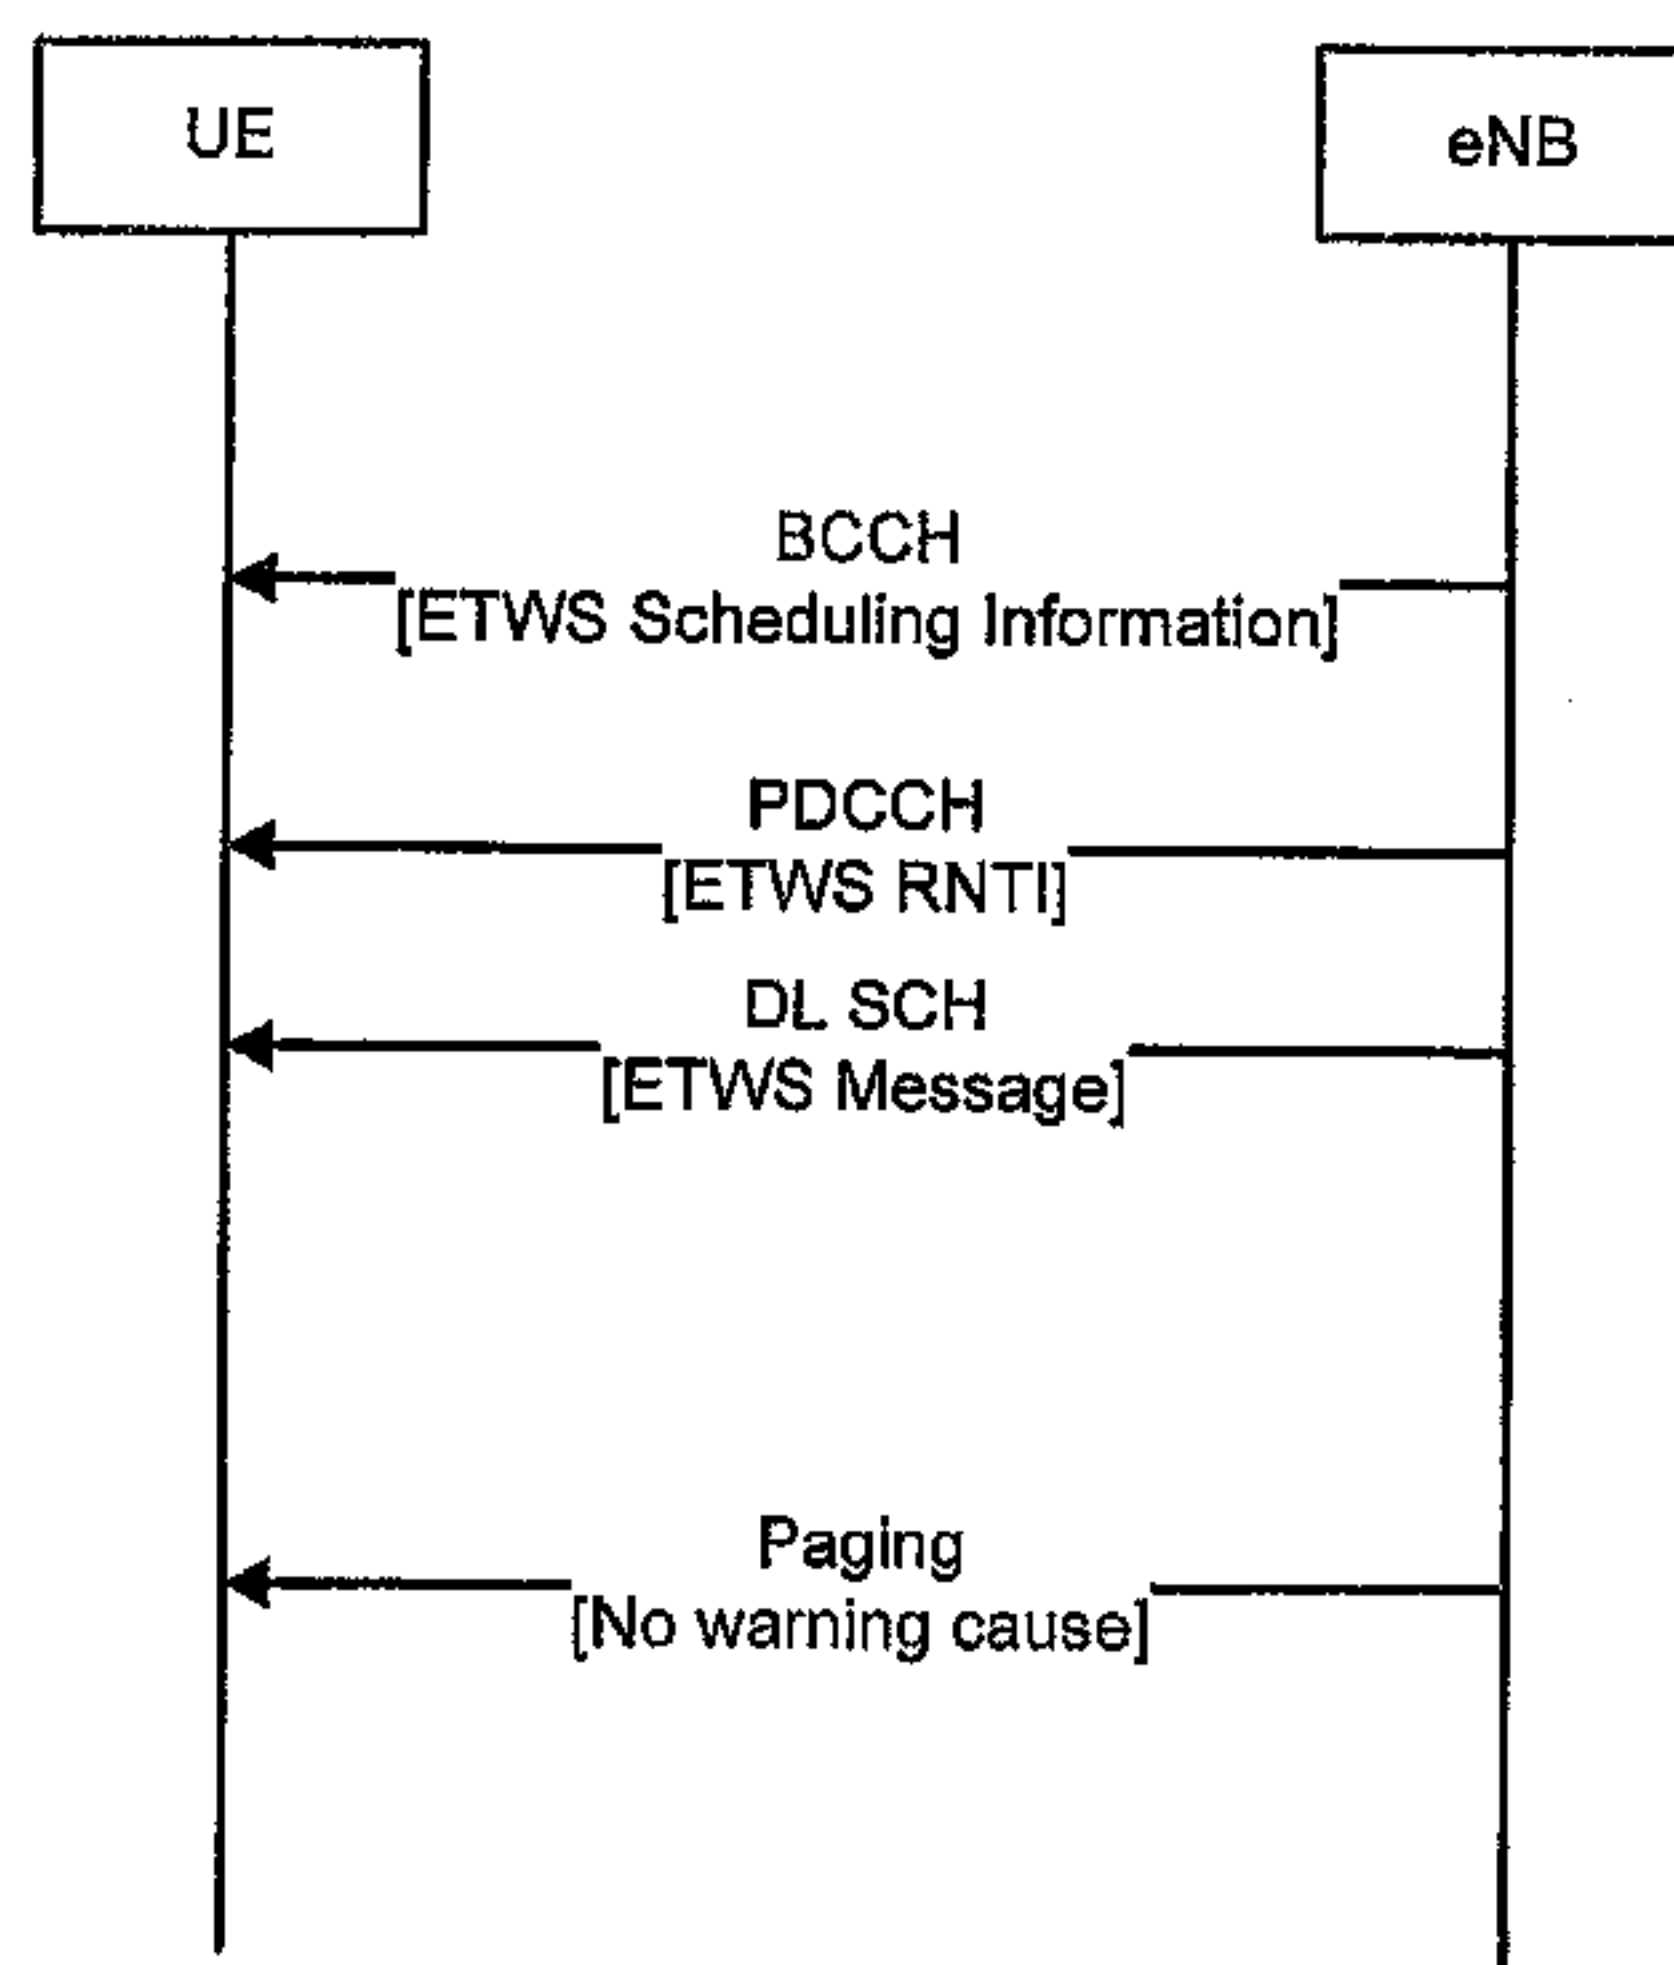 UE
eNB
BCCH
[ETWS Scheduling Information]
PDCCH
[ETWS RNTI]
DL SCH
[ETWS Message]
Paging
[No warning cause]